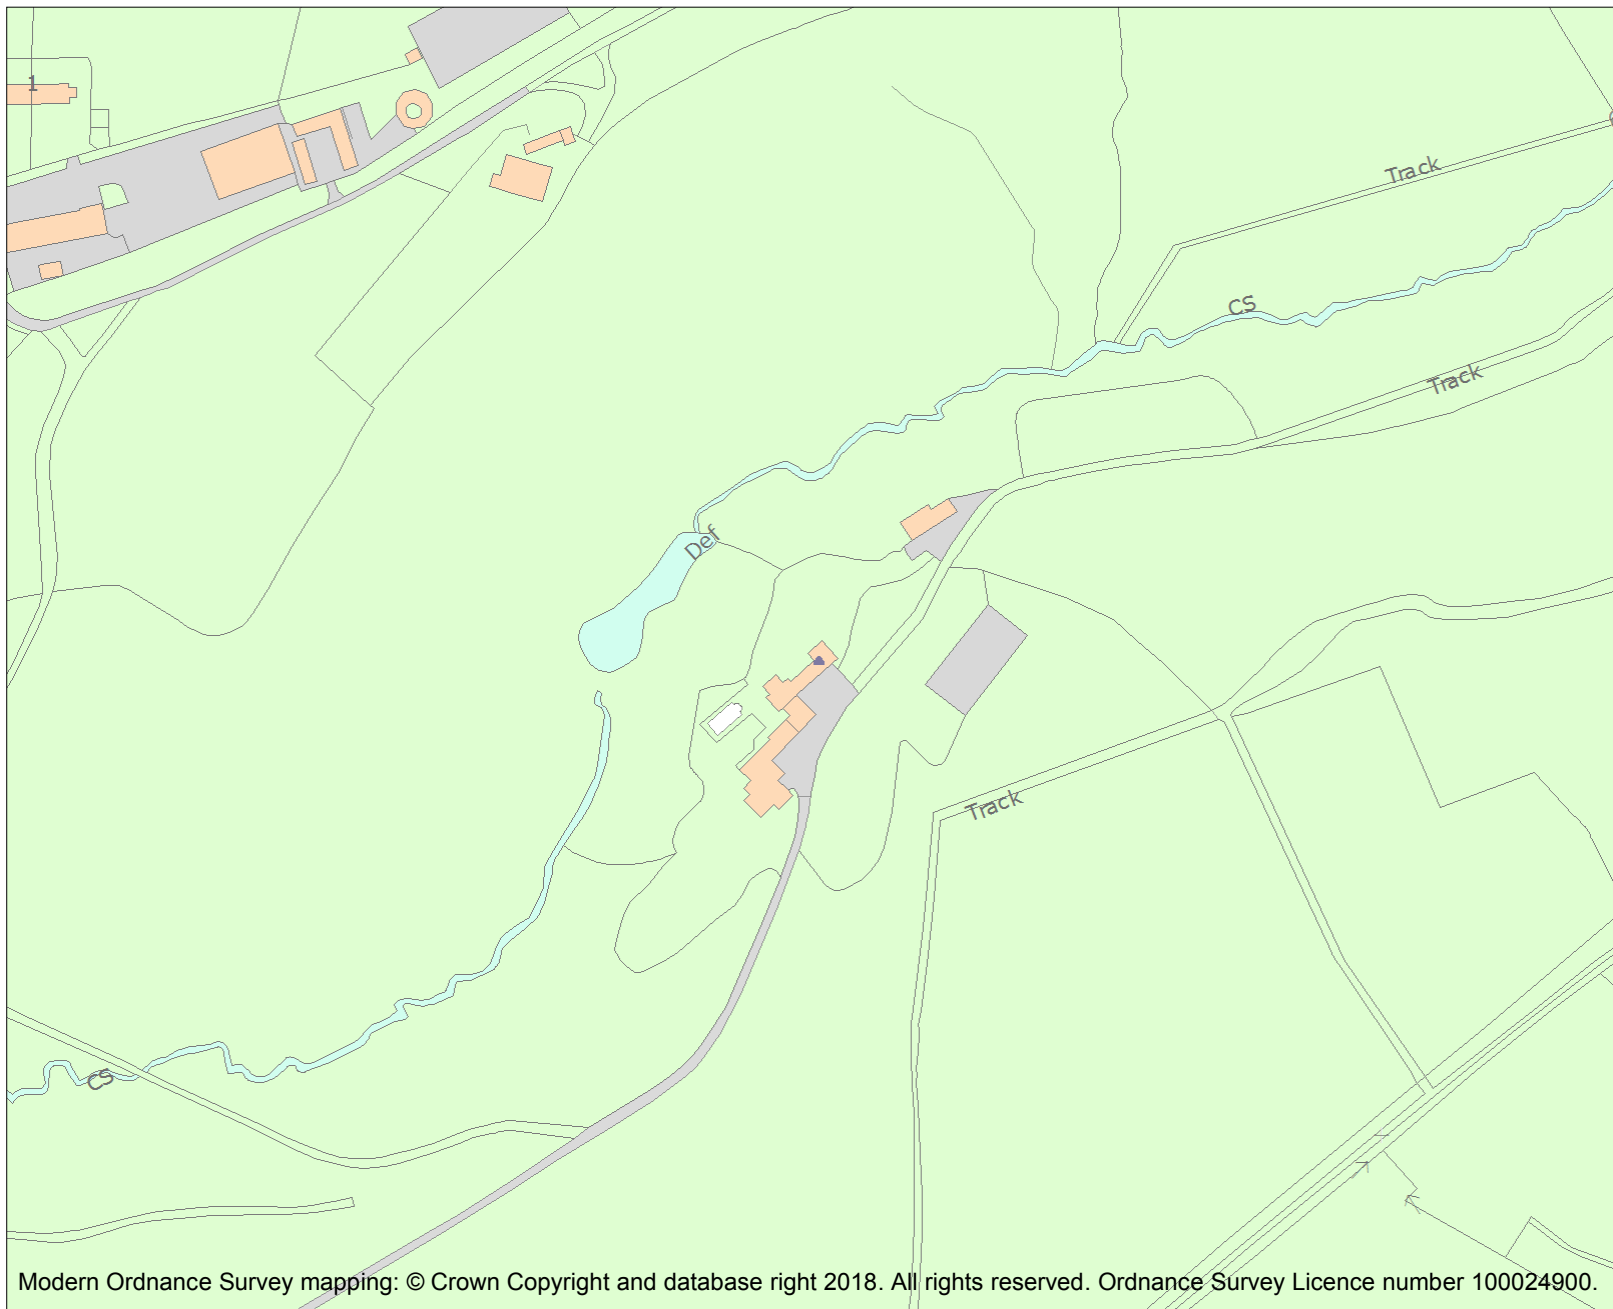 1
Track
CS
Track
Def
Track
CS
Modern Ordnance Survey mapping: © Crown Copyright and database right 2018. All rights reserved. Ordnance Survey Licence number 100024900.